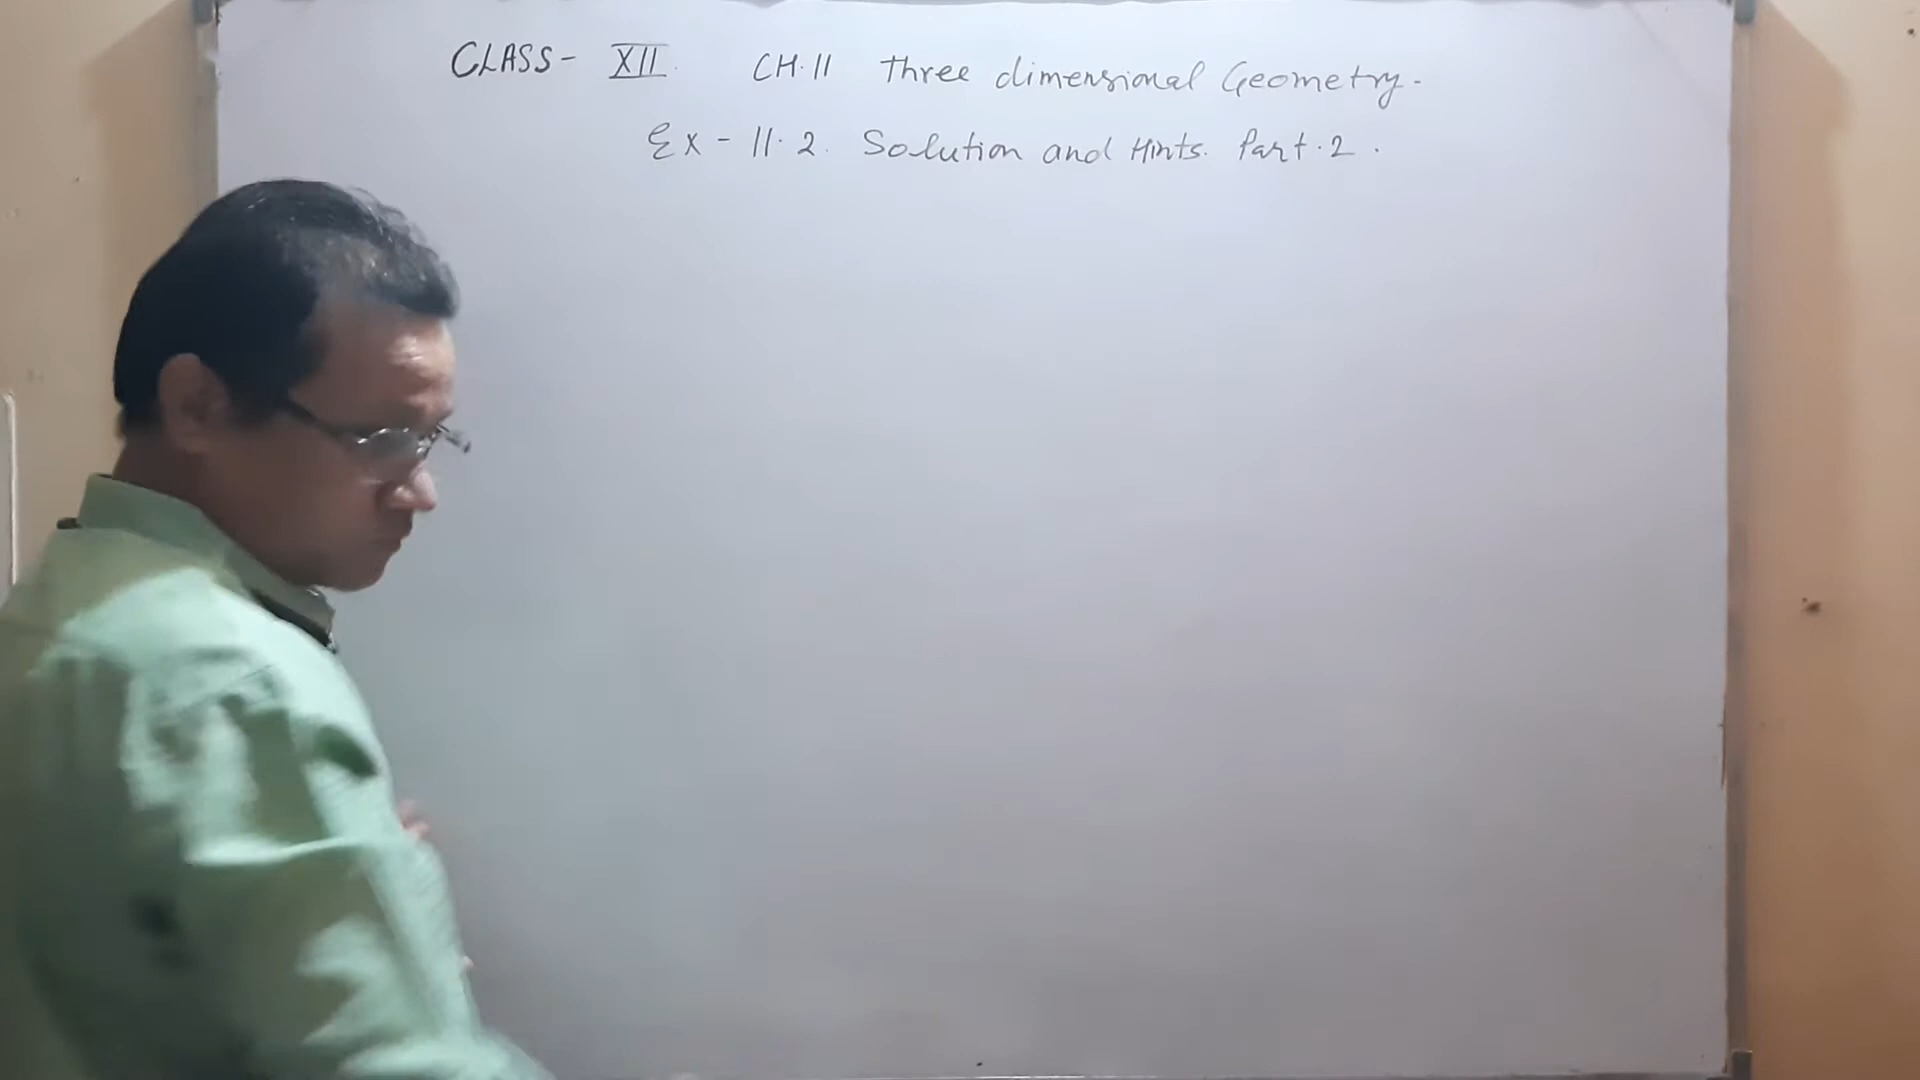 CLASS- XII. CH.11 Three dimensional Geometry.
Ex - 11.2. Solution and Hints. Part.2.